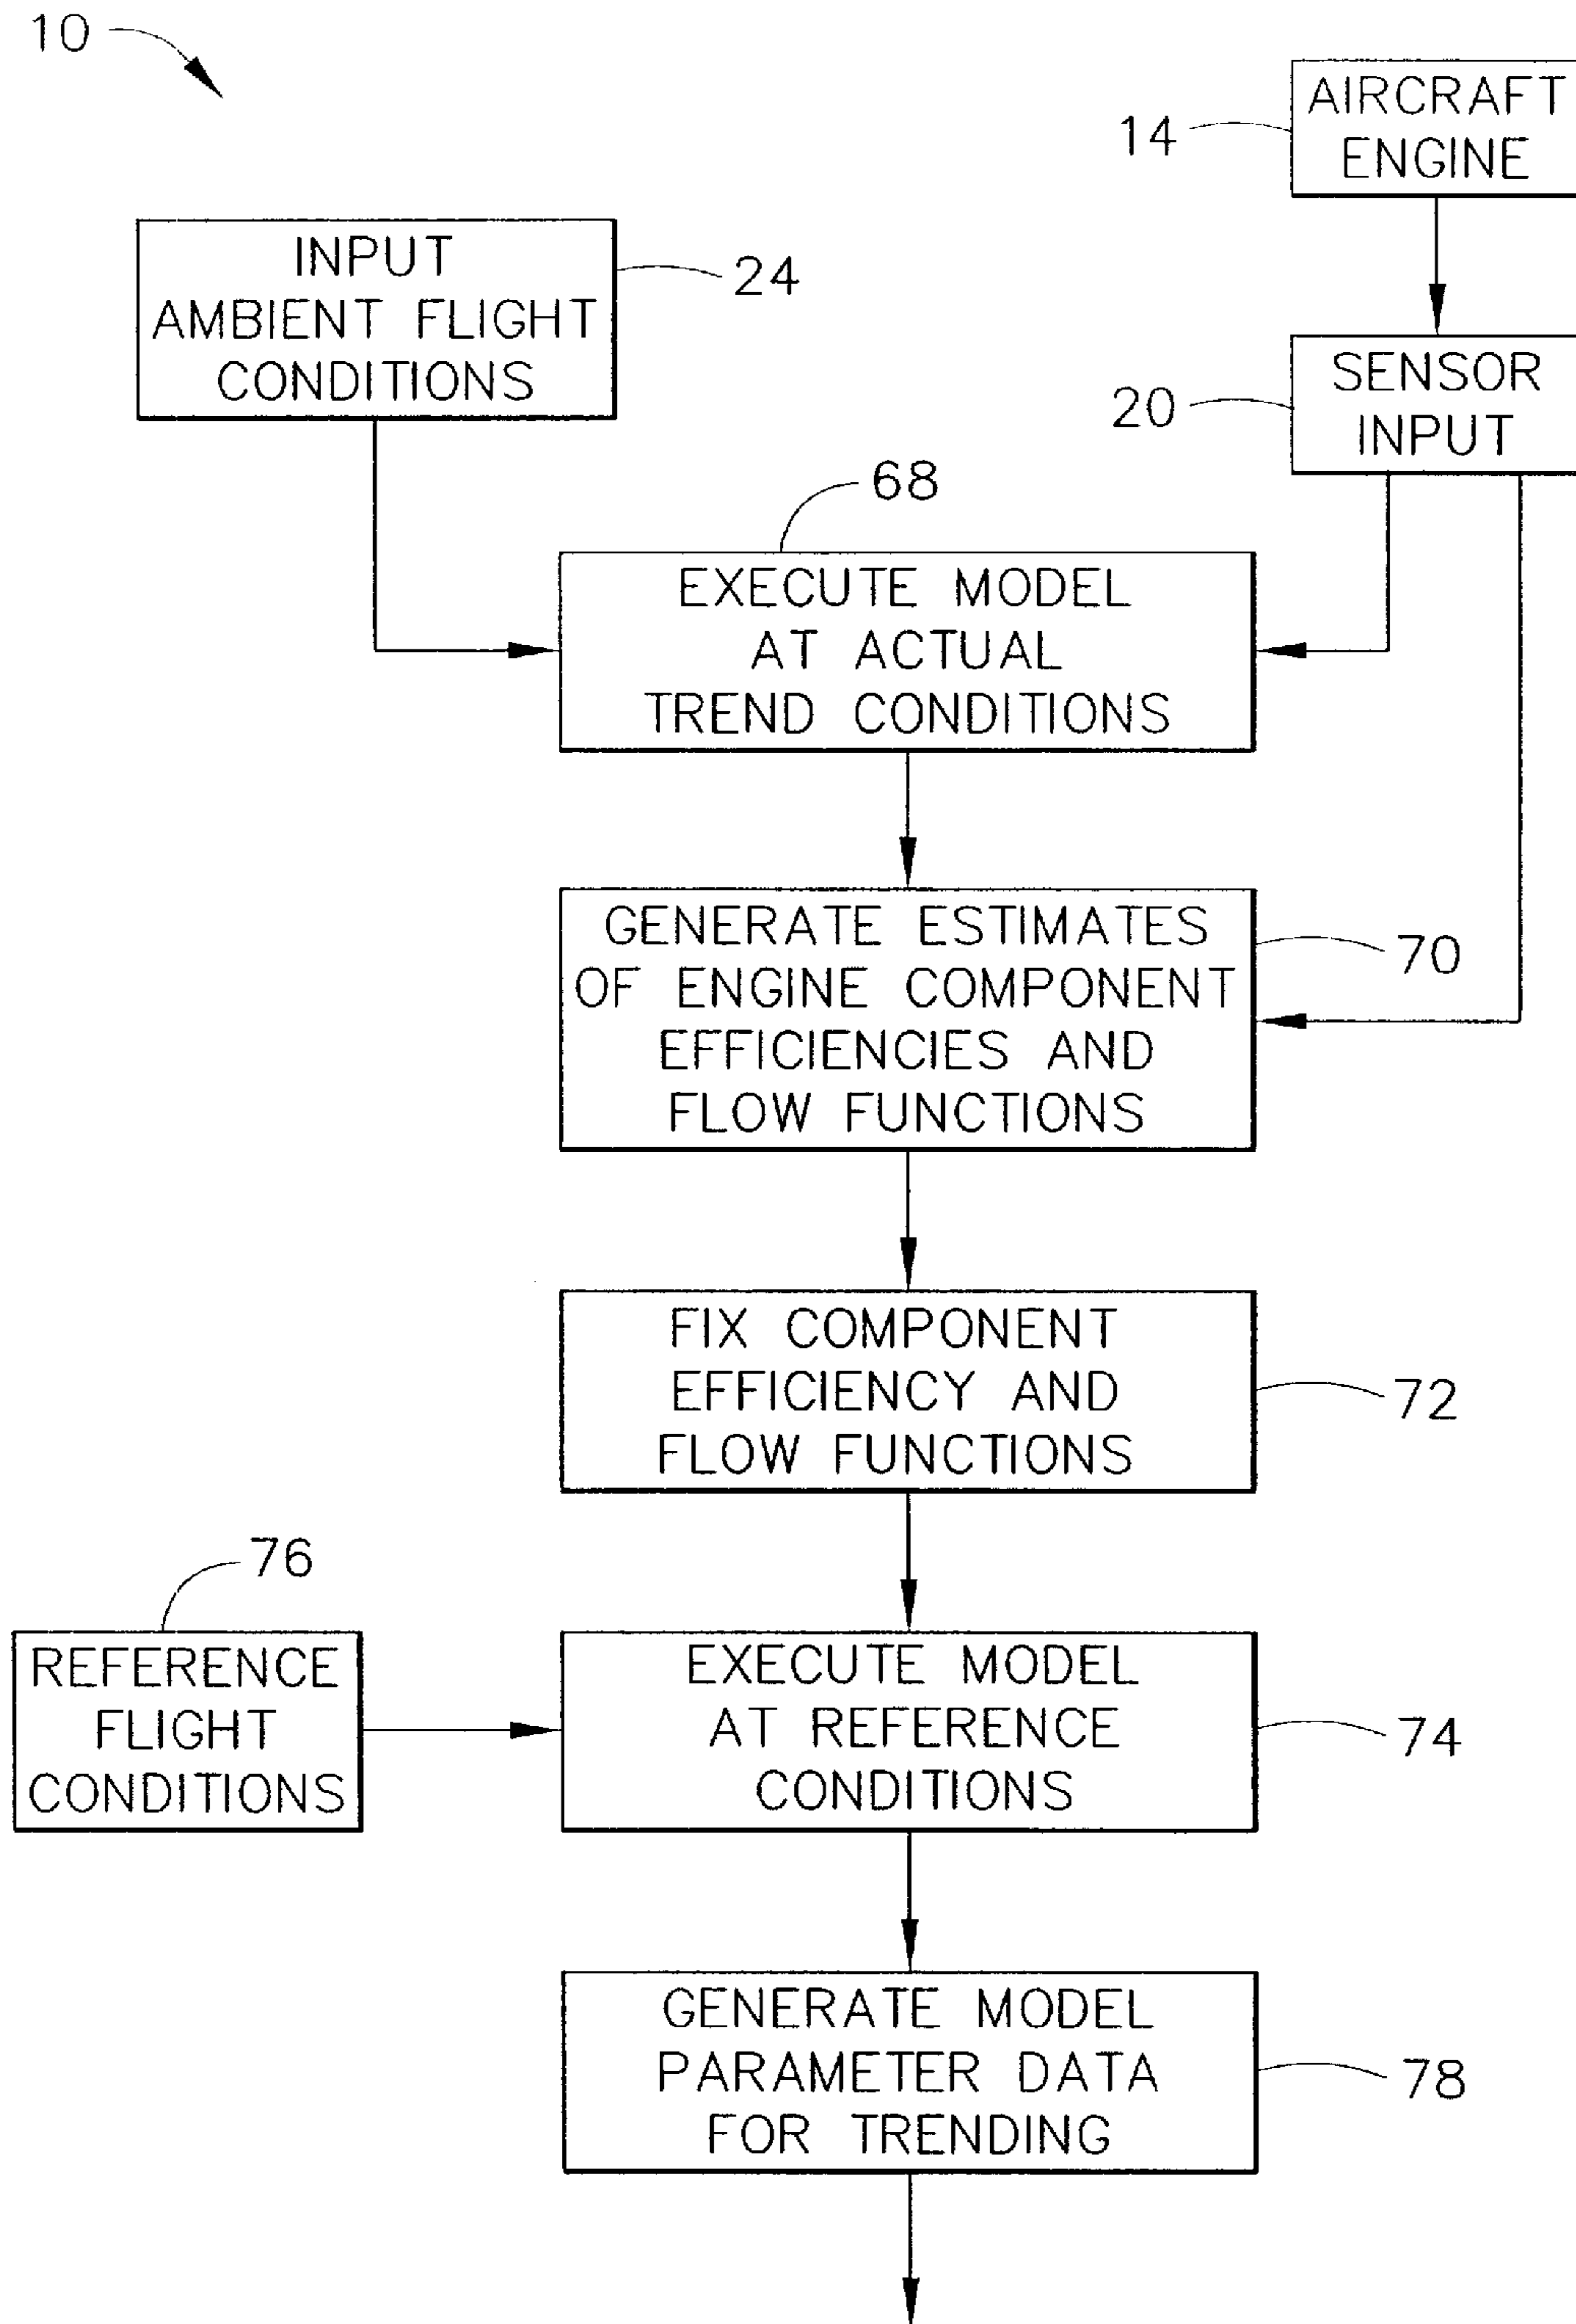 10
AIRCRAFT
ENGINE
14
INPUT
AMBIENT FLIGHT
CONDITIONS
24
SENSOR
INPUT
20
68
EXECUTE MODEL
AT ACTUAL
TREND CONDITIONS
GENERATE ESTIMATES
OF ENGINE COMPONENT
EFFICIENCIES AND
FLOW FUNCTIONS
70
FIX COMPONENT
EFFICIENCY AND
FLOW FUNCTIONS
72
76
REFERENCE
FLIGHT
CONDITIONS
EXECUTE MODEL
AT REFERENCE
CONDITIONS
74
GENERATE MODEL
PARAMETER DATA
FOR TRENDING
78